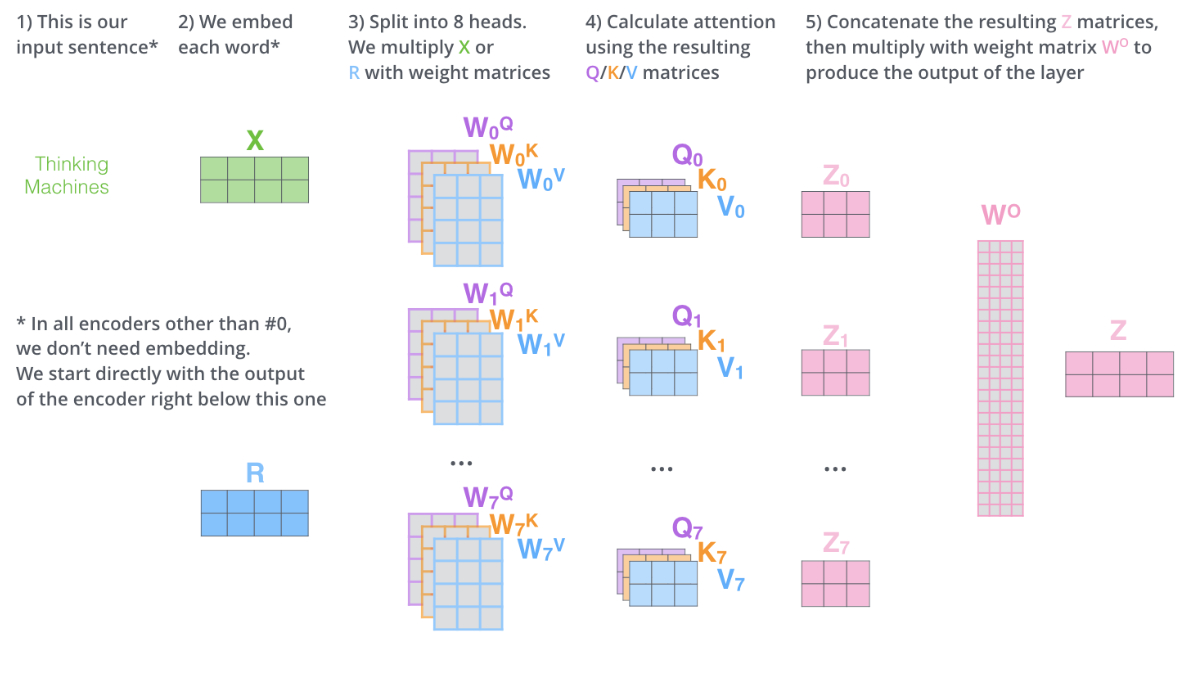 1) This is our
input sentence*
2) We embed
each word*
3) Split into 8 heads.
We multiply X or
R with weight matrices
4) Calculate attention
using the resulting
Q/K/V matrices
5) Concatenate the resulting Z matrices,
then multiply with weight matrix Wᴼ to
produce the output of the layer
Thinking
Machines
X
W₀Q
W₀K
W₀V
Q₀
K₀
V₀
Z₀
* In all encoders other than #0,
we don’t need embedding.
We start directly with the output
of the encoder right below this one
W₁Q
W₁K
W₁V
Q₁
K₁
V₁
Z₁
Wᴼ
Z
...
...
...
R
W₇Q
W₇K
W₇V
Q₇
K₇
V₇
Z₇